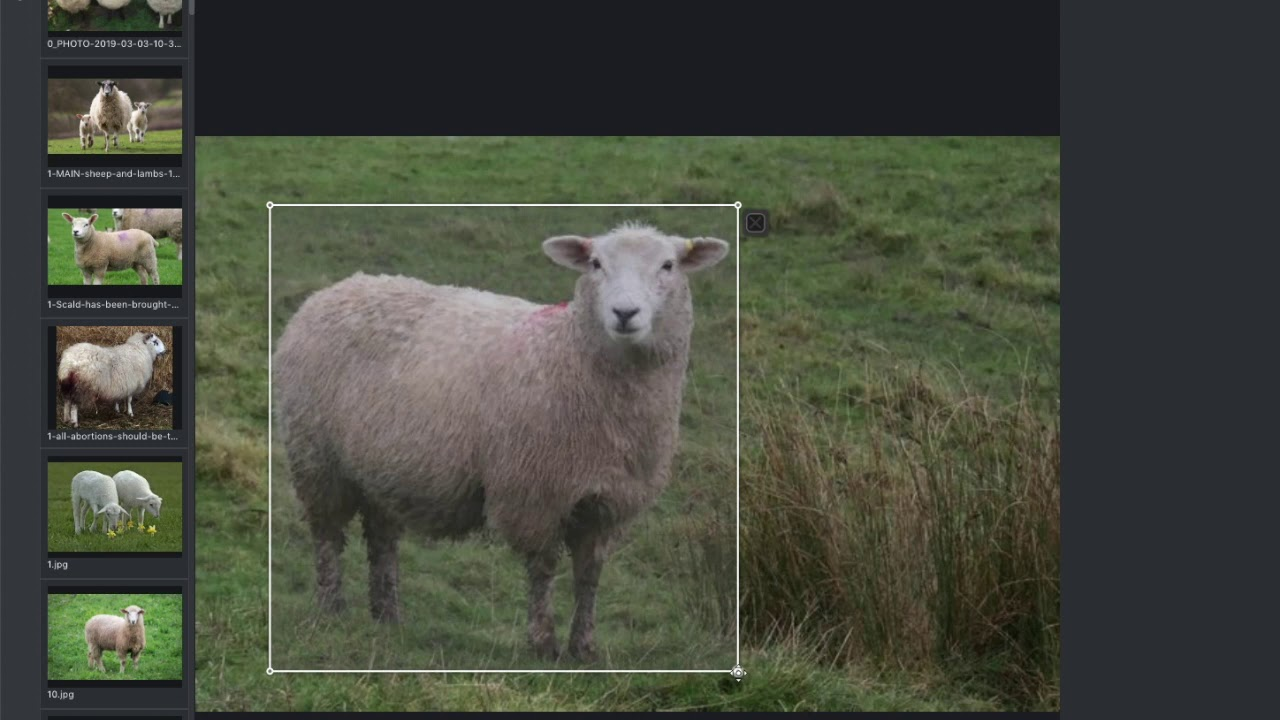 0_PHOTO-2019-03-03-10-3...
1-MAIN-sheep-and-lambs-1...
1-Scald-has-been-brought-...
1-all-abortions-should-be-t...
1.jpg
10.jpg